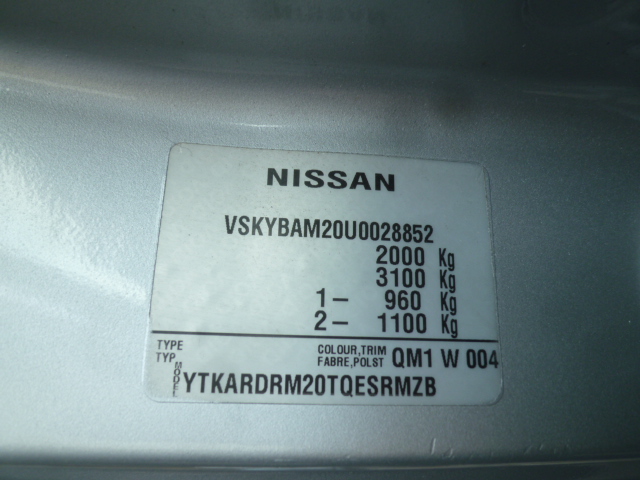 NISSAN
VSKYBAM20U0028852
2000 Kg
3100 Kg
1- 960 Kg
2- 1100 Kg
TYPE
TYP
COLOUR,TRIM
FABRE,POLST
QM1 W 004
MODEL
YTKARDRM20TQESRMZB